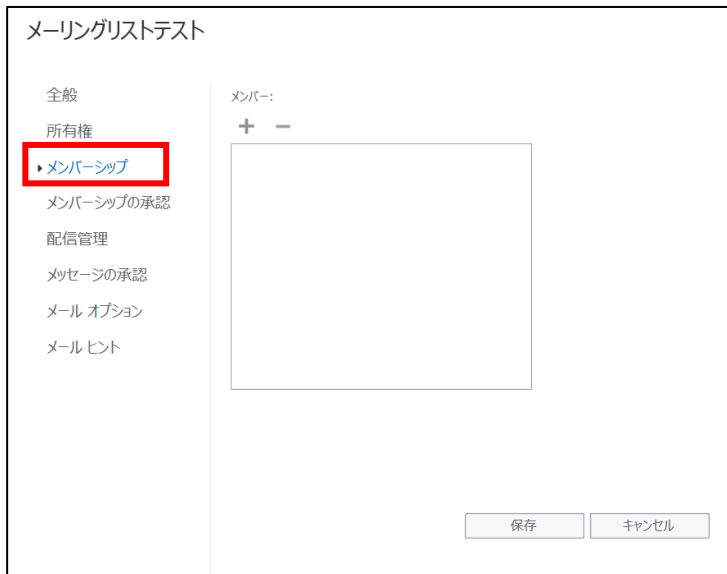 メーリングリストテスト
全般
所有権
メンバーシップ
メンバーシップの承認
配信管理
メッセージの承認
メール オプション
メール ヒント
メンバー:
保存
キャンセル